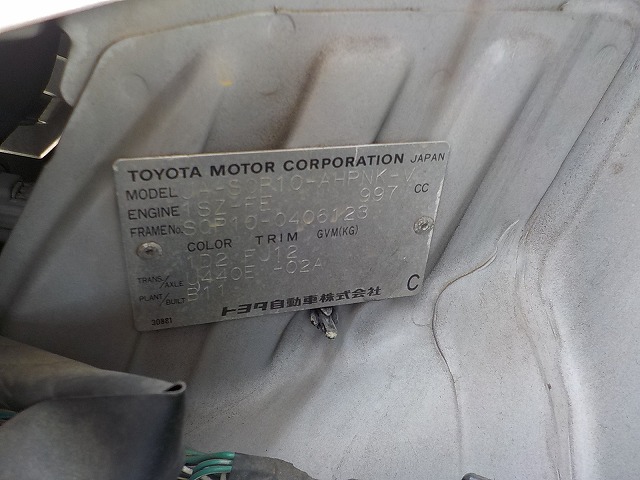 TOYOTA MOTOR CORPORATION JAPAN
MODEL -SCP10-AHPNK-
ENGINE 1SZ-FE 997 CC
FRAME No. SCP10-0406123
COLOR TRIM GVM(KG)
1D2 FJ12
TRANS./AXLE U440E -02A
PLANT/BUILT B11
C
トヨタ自動車株式会社
30881